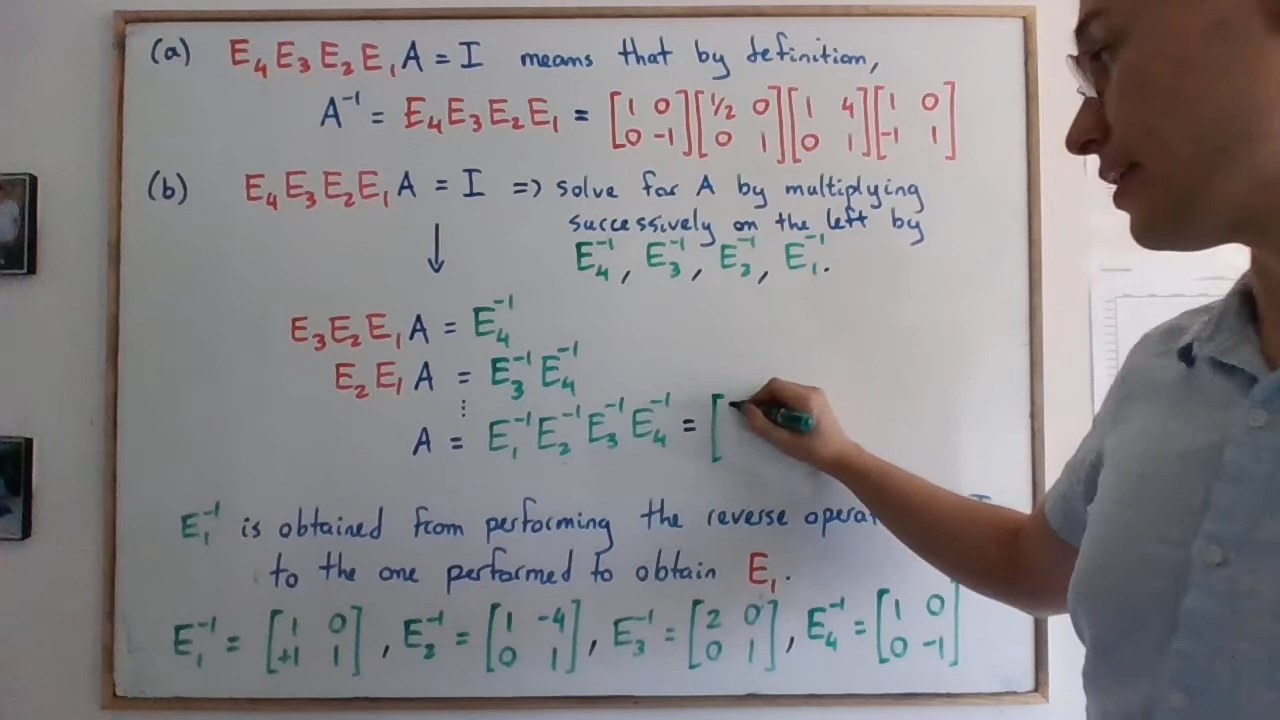 (a) E₄E₃E₂E₁A = I means that by definition,
A⁻¹ = E₄E₃E₂E₁ = [1 0; 0 -1][1/2 0; 0 1][1 4; 0 1][1 0; -1 1]
(b) E₄E₃E₂E₁A = I => solve for A by multiplying
successively on the left by
E₄⁻¹, E₃⁻¹, E₂⁻¹, E₁⁻¹.
↓
E₃E₂E₁A = E₄⁻¹
E₂E₁A = E₃⁻¹E₄⁻¹
⋮
A = E₁⁻¹E₂⁻¹E₃⁻¹E₄⁻¹ = [
E₁⁻¹ is obtained from performing the reverse
to the one performed to obtain E₁.
E₁⁻¹ = [1 0; +1 1], E₂⁻¹ = [1 -4; 0 1], E₃⁻¹ = [2 0; 0 1], E₄⁻¹ = [1 0; 0 -1]